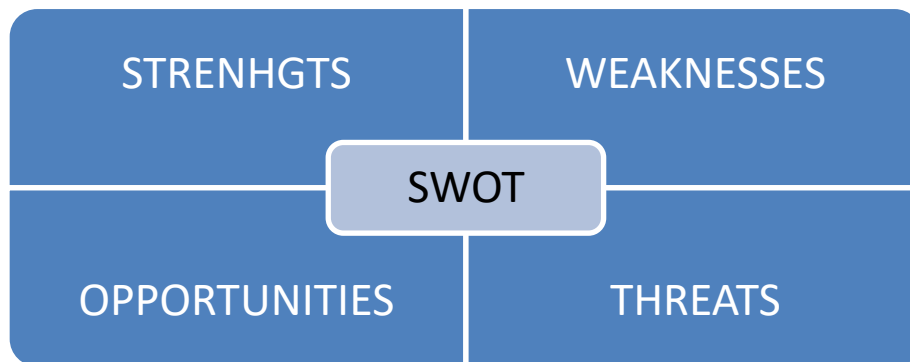 STRENHGTS
WEAKNESSES
SWOT
OPPORTUNITIES
THREATS